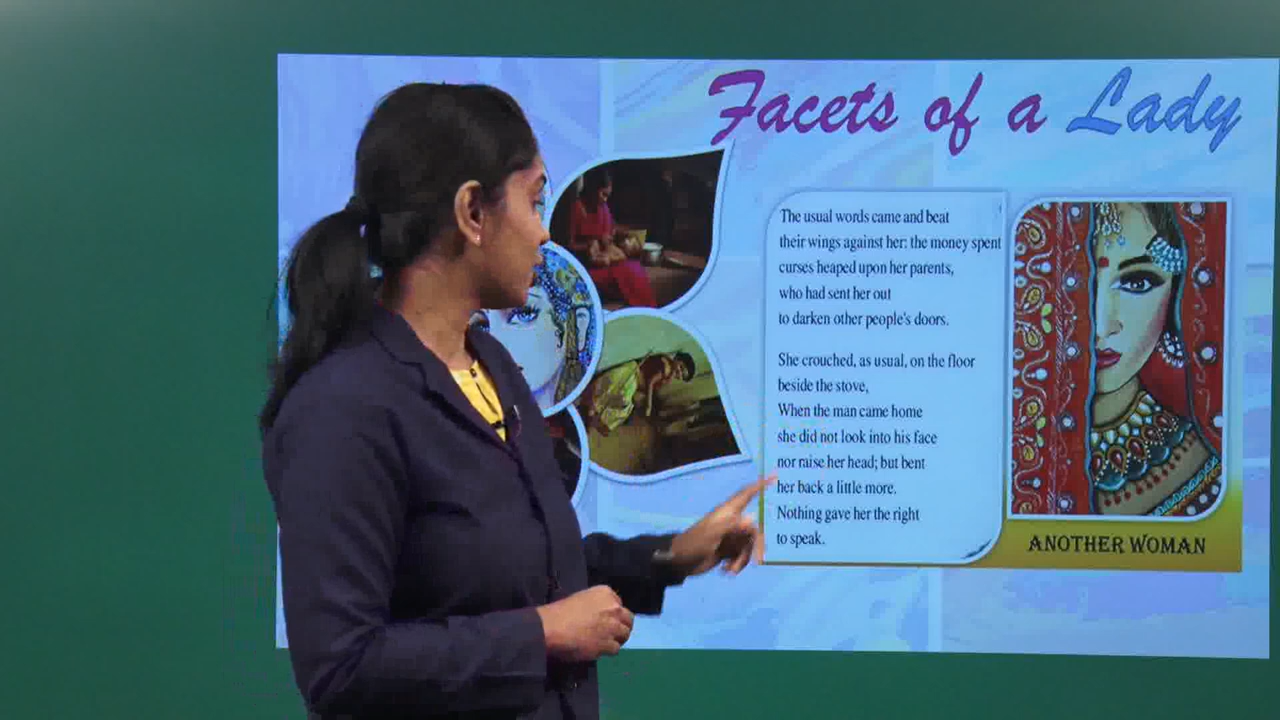 Facets of a Lady
The usual words came and beat
their wings against her: the money spent
curses heaped upon her parents,
who had sent her out
to darken other people's doors.
She crouched, as usual, on the floor
beside the stove,
When the man came home
she did not look into his face
nor raise her head; but bent
her back a little more.
Nothing gave her the right
to speak.
ANOTHER WOMAN